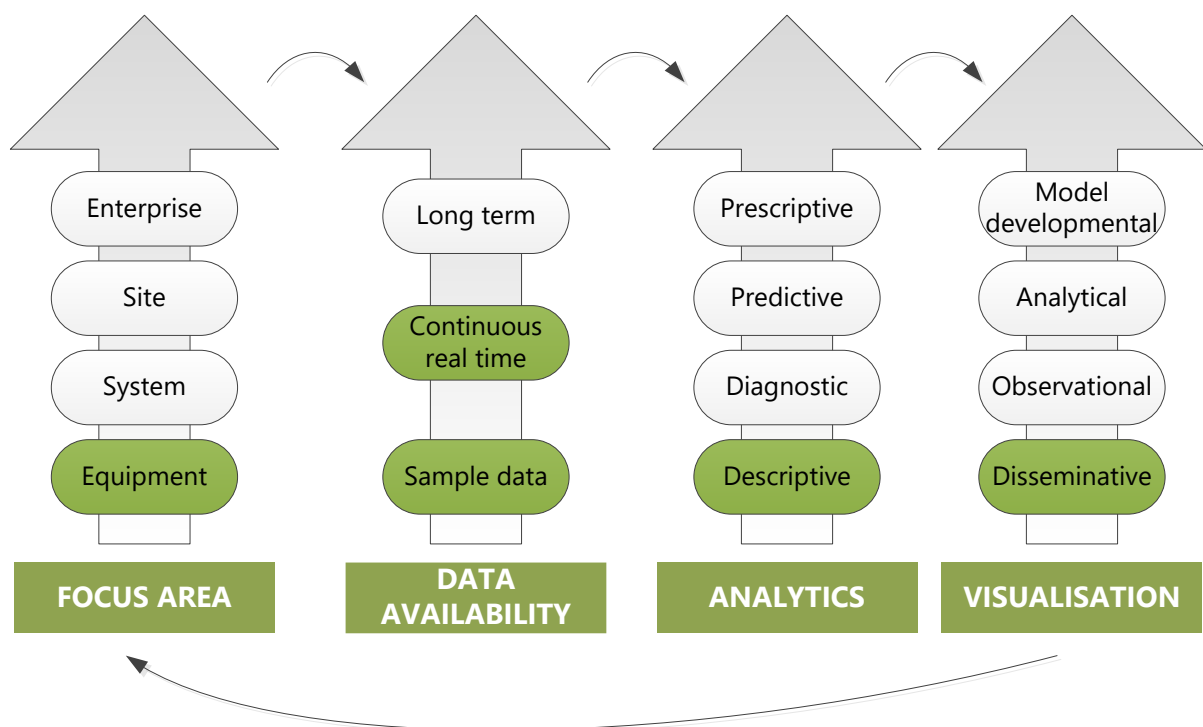 Enterprise
Site
System
Equipment
FOCUS AREA
Long term
Continuous
real time
Sample data
DATA
AVAILABILITY
Prescriptive
Predictive
Diagnostic
Descriptive
ANALYTICS
Model
developmental
Analytical
Observational
Disseminative
VISUALISATION